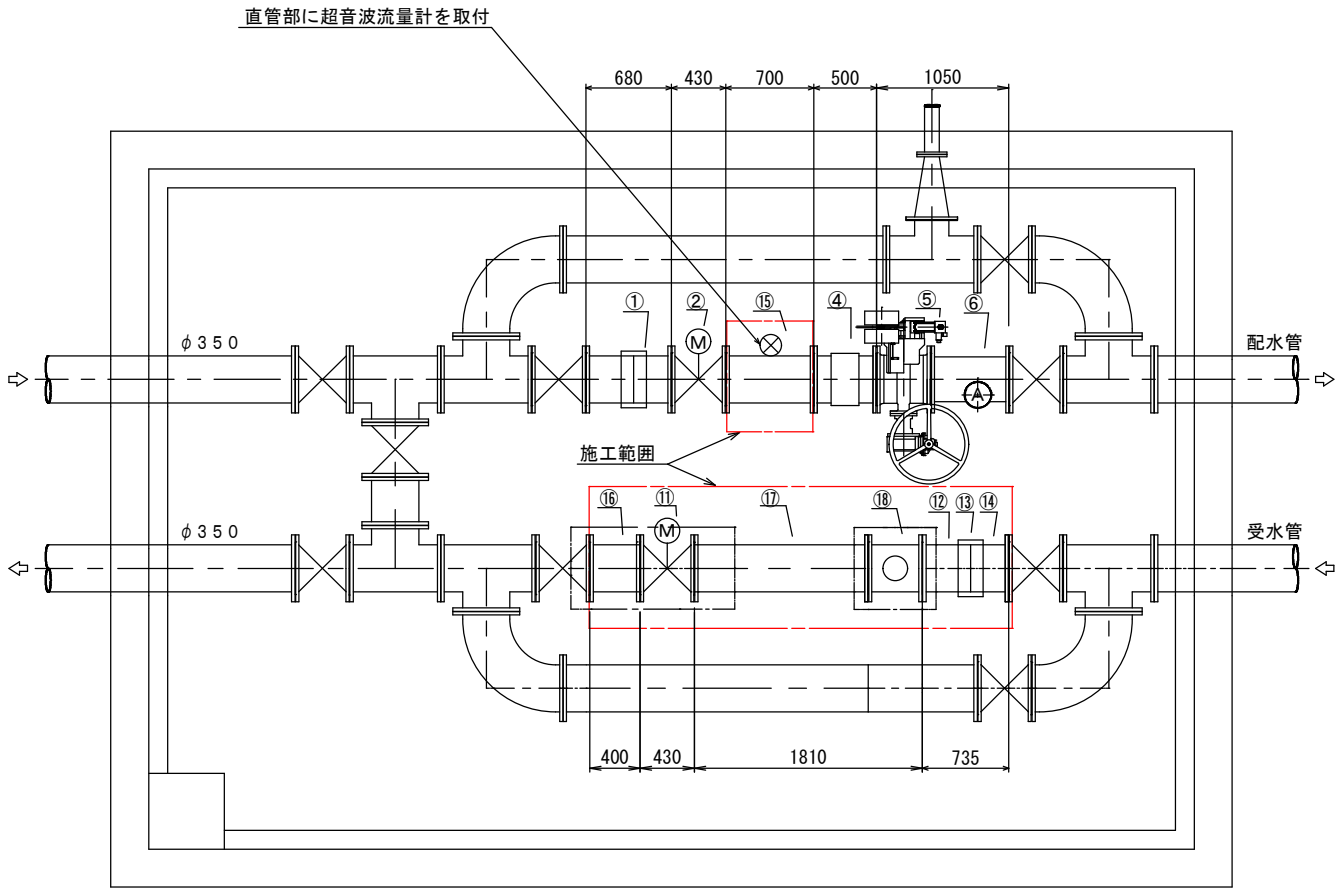 直管部に超音波流量計を取付
680 430 700 500 1050
① ② ⑮ ④ ⑤ ⑥
φ350
M
配水管
A
施工範囲
⑯ ⑪ ⑰ ⑱ ⑫ ⑬ ⑭
φ350
M
受水管
400 430 1810 735